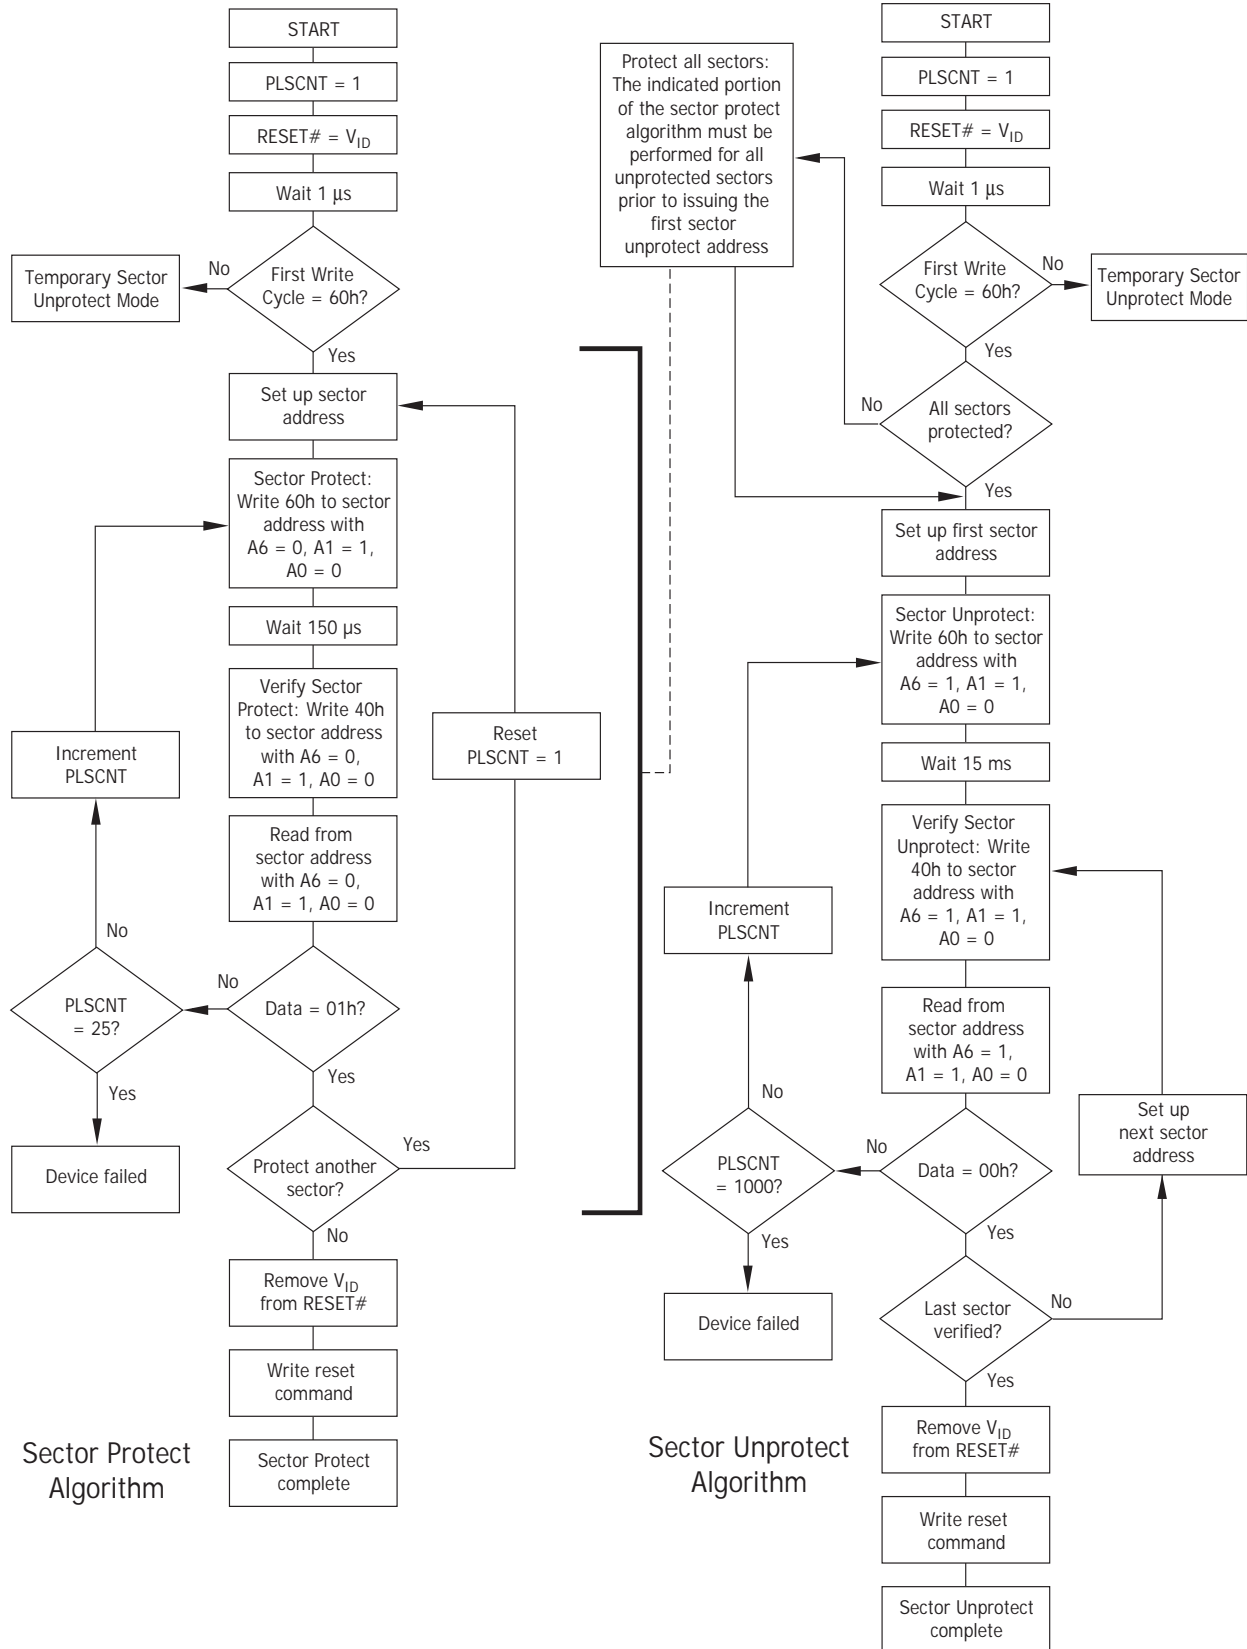 START
PLSCNT = 1
RESET# = VID
Wait 1 μs
First Write
Cycle = 60h?
No
Temporary Sector
Unprotect Mode
Yes
Set up sector
address
Sector Protect:
Write 60h to sector
address with
A6 = 0, A1 = 1,
A0 = 0
Wait 150 µs
Verify Sector
Protect: Write 40h
to sector address
with A6 = 0,
A1 = 1, A0 = 0
Increment
PLSCNT
Reset
PLSCNT = 1
Read from
sector address
with A6 = 0,
A1 = 1, A0 = 0
No
PLSCNT
= 25?
No
Data = 01h?
Yes
Yes
Device failed
Protect another
sector?
Yes
No
Remove VID
from RESET#
Write reset
command
Sector Protect
complete
Sector Protect
Algorithm
Protect all sectors:
The indicated portion
of the sector protect
algorithm must be
performed for all
unprotected sectors
prior to issuing the
first sector
unprotect address
START
PLSCNT = 1
RESET# = VID
Wait 1 μs
First Write
Cycle = 60h?
No
Temporary Sector
Unprotect Mode
Yes
No
All sectors
protected?
Yes
Set up first sector
address
Sector Unprotect:
Write 60h to sector
address with
A6 = 1, A1 = 1,
A0 = 0
Wait 15 ms
Verify Sector
Unprotect: Write
40h to sector
address with
A6 = 1, A1 = 1,
A0 = 0
Increment
PLSCNT
Read from
sector address
with A6 = 1,
A1 = 1, A0 = 0
No
Set up
next sector
address
PLSCNT
= 1000?
No
Data = 00h?
Yes
Yes
Device failed
Last sector
verified?
No
Yes
Remove VID
from RESET#
Write reset
command
Sector Unprotect
complete
Sector Unprotect
Algorithm